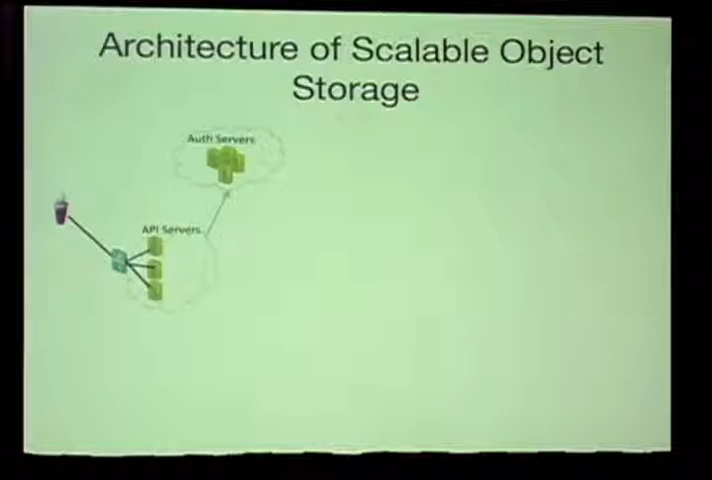 Architecture of Scalable Object
Storage
Auth Servers
API Servers